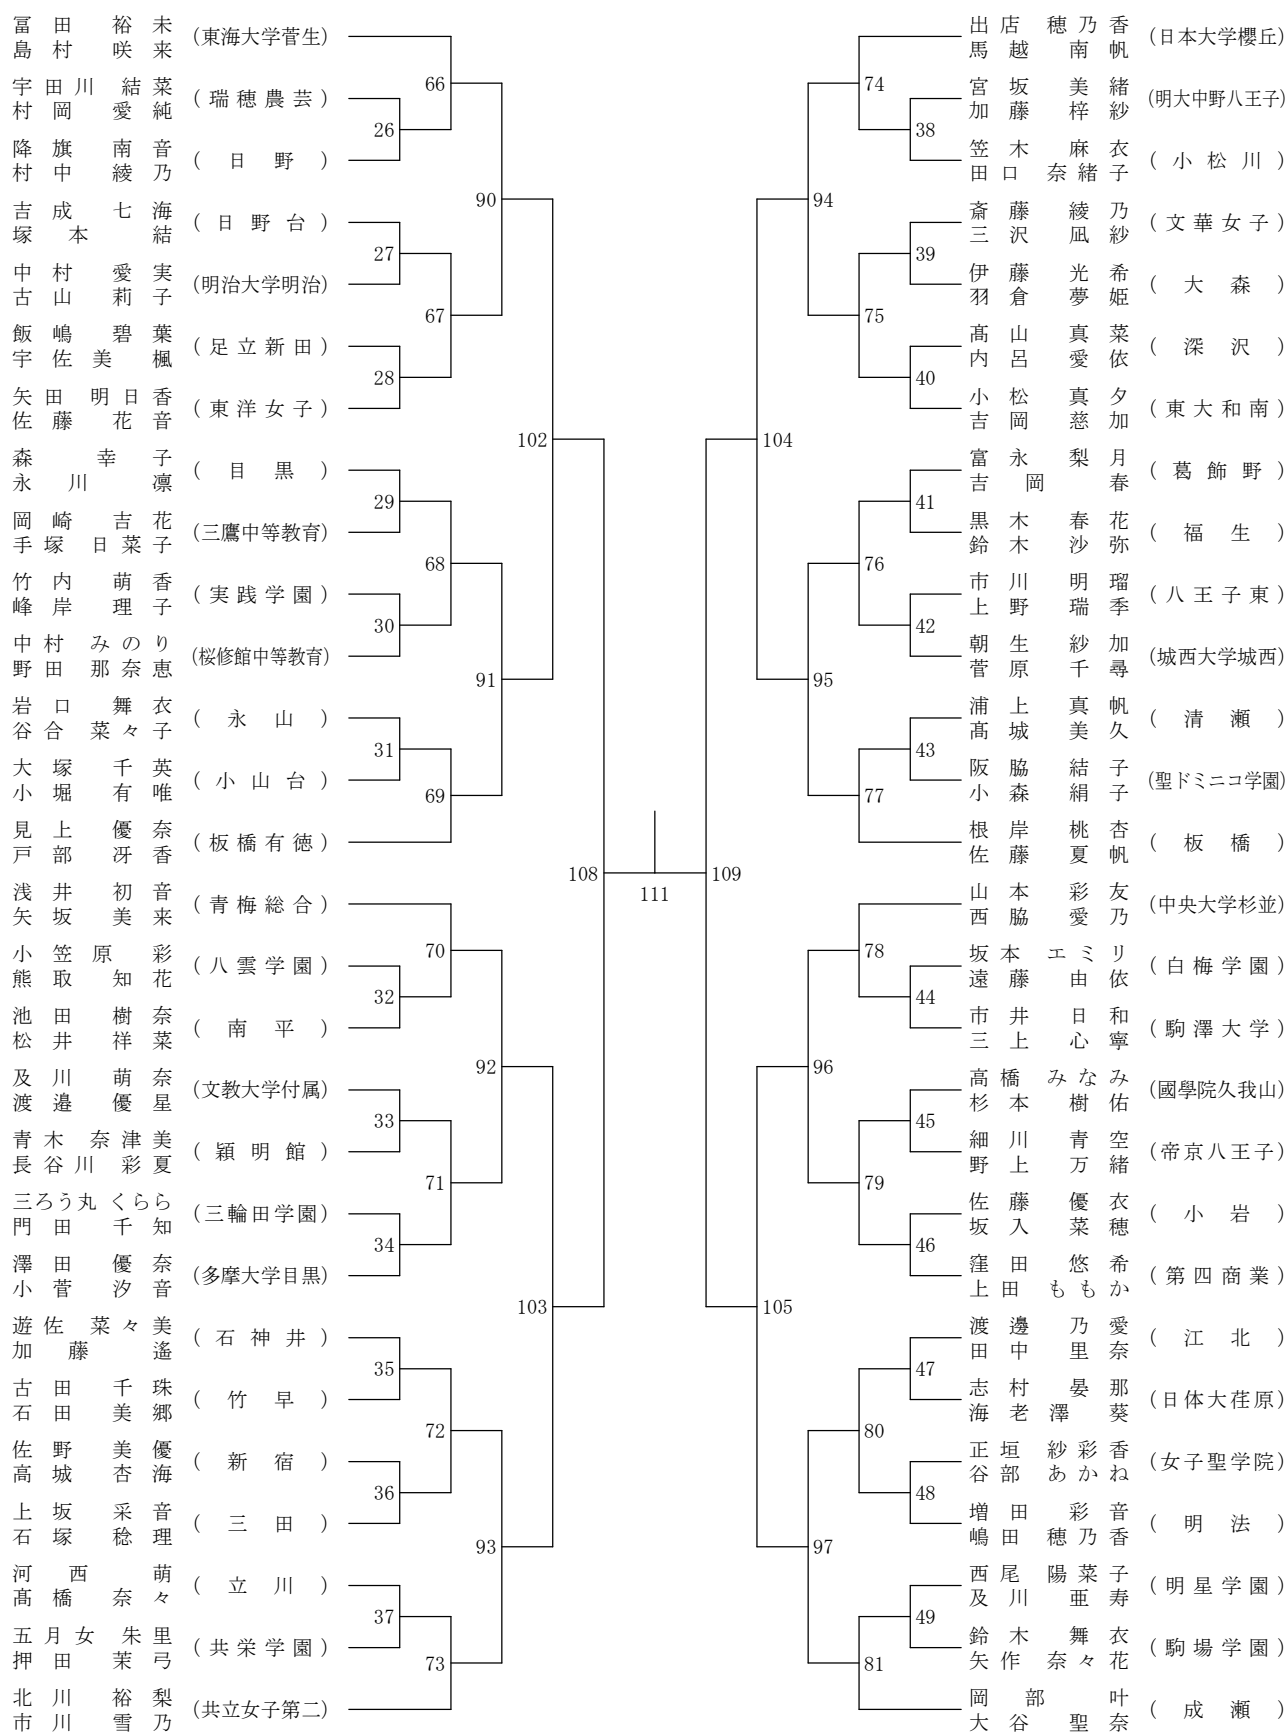 冨田 裕未
島村 咲来
(東海大学菅生)
宇田川 結菜
村岡 愛純
(瑞穂農芸)
降旗 南音
村中 綾乃
(日野)
吉成 七海
塚本 結
(日野台)
中村 愛実
古山 莉子
(明治大学明治)
飯嶋 碧葉
宇佐美 楓
(足立新田)
矢田 明日香
佐藤 花音
(東洋女子)
森 幸子
永川 凛
(目黒)
岡崎 吉花
手塚 日菜子
(三鷹中等教育)
竹内 萌香
峰岸 理子
(実践学園)
中村 みのり
野田 那奈恵
(桜修館中等教育)
岩口 舞衣
谷合 菜々子
(永山)
大塚 千英
小堀 有唯
(小山台)
見上 優奈
戸部 冴香
(板橋有徳)
浅井 初音
矢坂 美来
(青梅総合)
小笠原 彩
熊取 知花
(八雲学園)
池田 樹奈
松井 祥菜
(南平)
及川 萌奈
渡邉 優星
(文教大学付属)
青木 奈津美
長谷川 彩夏
(穎明館)
三ろう丸 くらら
門田 千知
(三輪田学園)
澤田 優奈
小菅 汐音
(多摩大学目黒)
遊佐 菜々美
加藤 遙
(石神井)
古田 千珠
石田 美郷
(竹早)
佐野 美優
高城 杏海
(新宿)
上坂 采音
石塚 稔理
(三田)
河西 萌
髙橋 奈々
(立川)
五月女 朱里
押田 茉弓
(共栄学園)
北川 裕梨
市川 雪乃
(共立女子第二)
66
26
90
27
67
28
102
29
68
30
91
31
69
108
70
32
92
33
71
34
103
35
72
36
93
37
73
111
109
74
38
94
39
75
40
104
41
76
42
95
43
77
78
44
96
45
79
46
105
47
80
48
97
49
81
出店 穂乃香
馬越 南帆
(日本大学櫻丘)
宮坂 美緒
加藤 梓紗
(明大中野八王子)
笠木 麻衣
田口 奈緒子
(小松川)
斎藤 綾乃
三沢 凪紗
(文華女子)
伊藤 光希
羽倉 夢姫
(大森)
髙山 真菜
内呂 愛依
(深沢)
小松 真夕
吉岡 慈加
(東大和南)
富永 梨月
吉岡 春
(葛飾野)
黒木 春花
鈴木 沙弥
(福生)
市川 明瑠
上野 瑞季
(八王子東)
朝生 紗加
菅原 千尋
(城西大学城西)
浦上 真帆
髙城 美久
(清瀬)
阪脇 結子
小森 絹子
(聖ドミニコ学園)
根岸 桃杏
佐藤 夏帆
(板橋)
山本 彩友
西脇 愛乃
(中央大学杉並)
坂本 エミリ
遠藤 由依
(白梅学園)
市井 日和
三上 心寧
(駒澤大学)
高橋 みなみ
杉本 樹佑
(國學院久我山)
細川 青空
野上 万緒
(帝京八王子)
佐藤 優衣
坂入 菜穂
(小岩)
窪田 悠希
上田 ももか
(第四商業)
渡邊 乃愛
田中 里奈
(江北)
志村 晏那
海老澤 葵
(日体大荏原)
正垣 紗彩香
谷部 あかね
(女子聖学院)
増田 彩音
嶋田 穂乃香
(明法)
西尾 陽菜子
及川 亜寿
(明星学園)
鈴木 舞衣
矢作 奈々花
(駒場学園)
岡部 叶
大谷 聖奈
(成瀬)